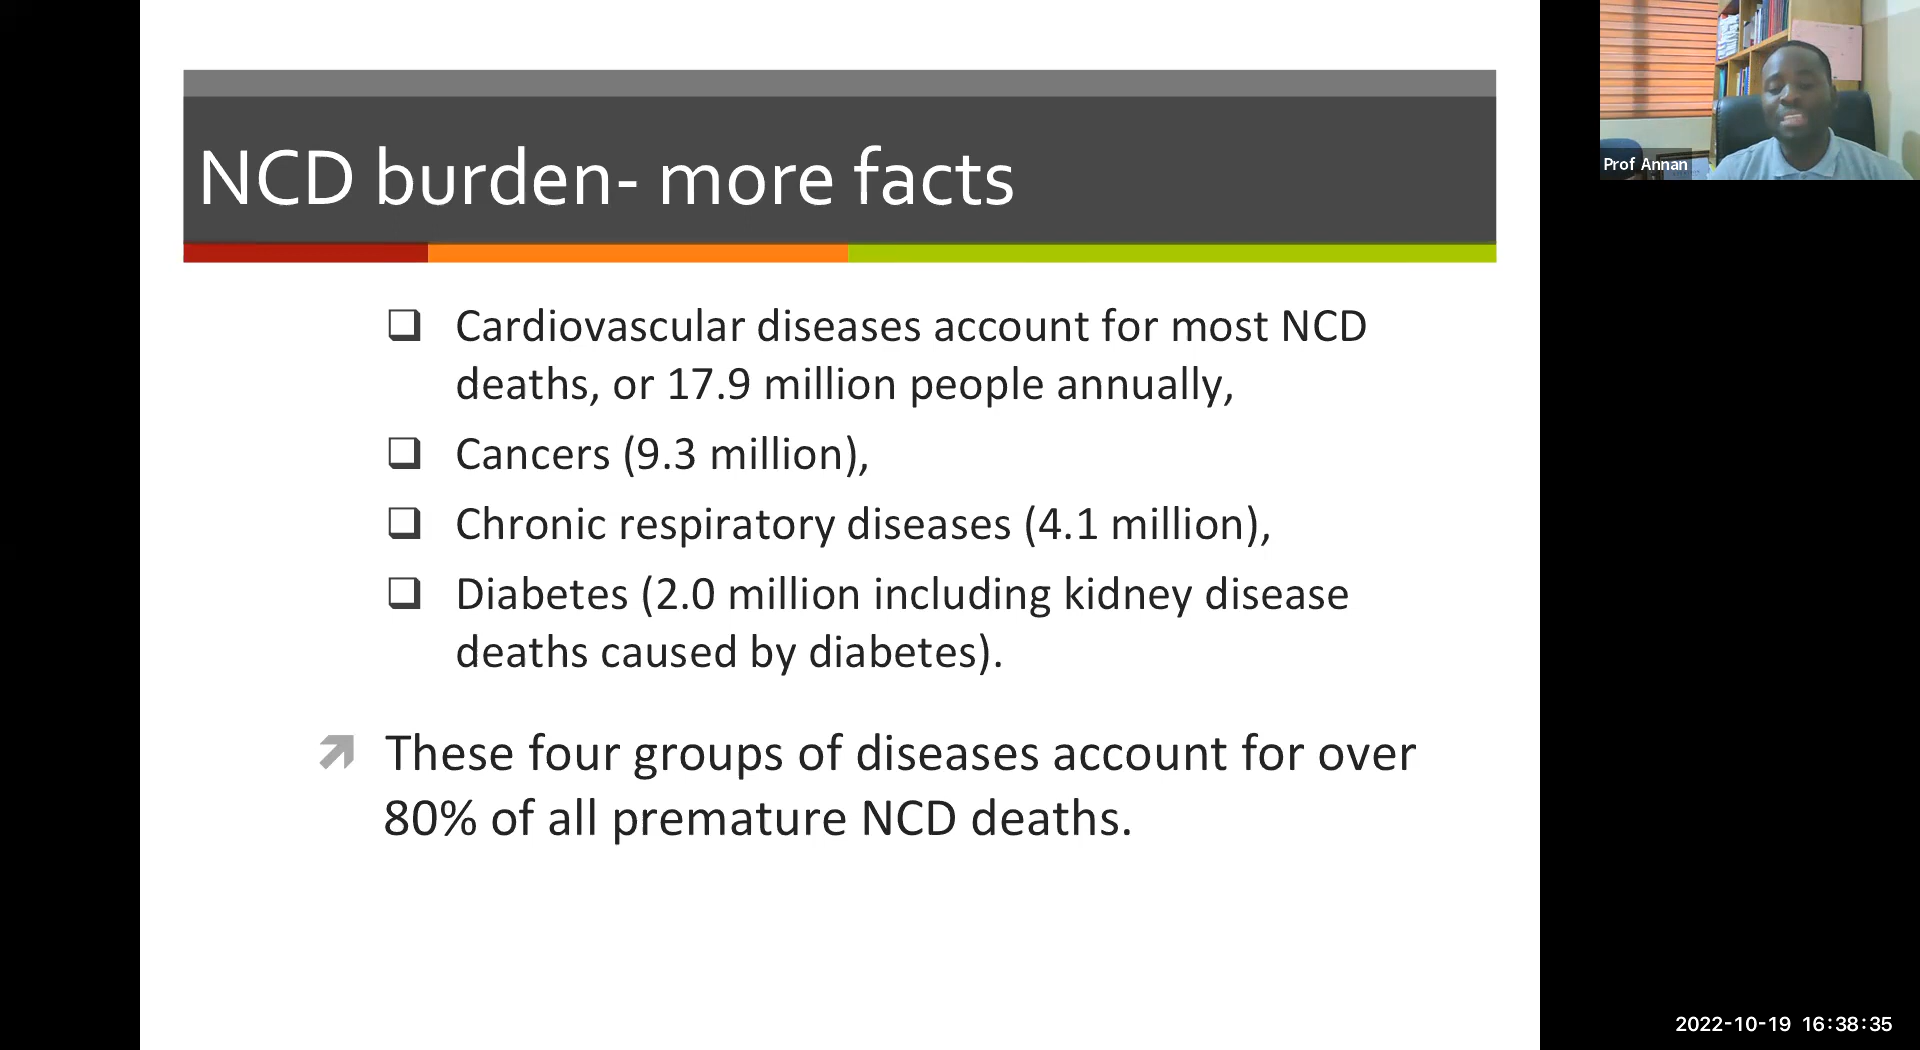 NCD burden- more facts
Cardiovascular diseases account for most NCD
deaths, or 17.9 million people annually,
Cancers (9.3 million),
Chronic respiratory diseases (4.1 million),
Diabetes (2.0 million including kidney disease
deaths caused by diabetes).
These four groups of diseases account for over
80% of all premature NCD deaths.
Prof Annan
2022-10-19 16:38:35